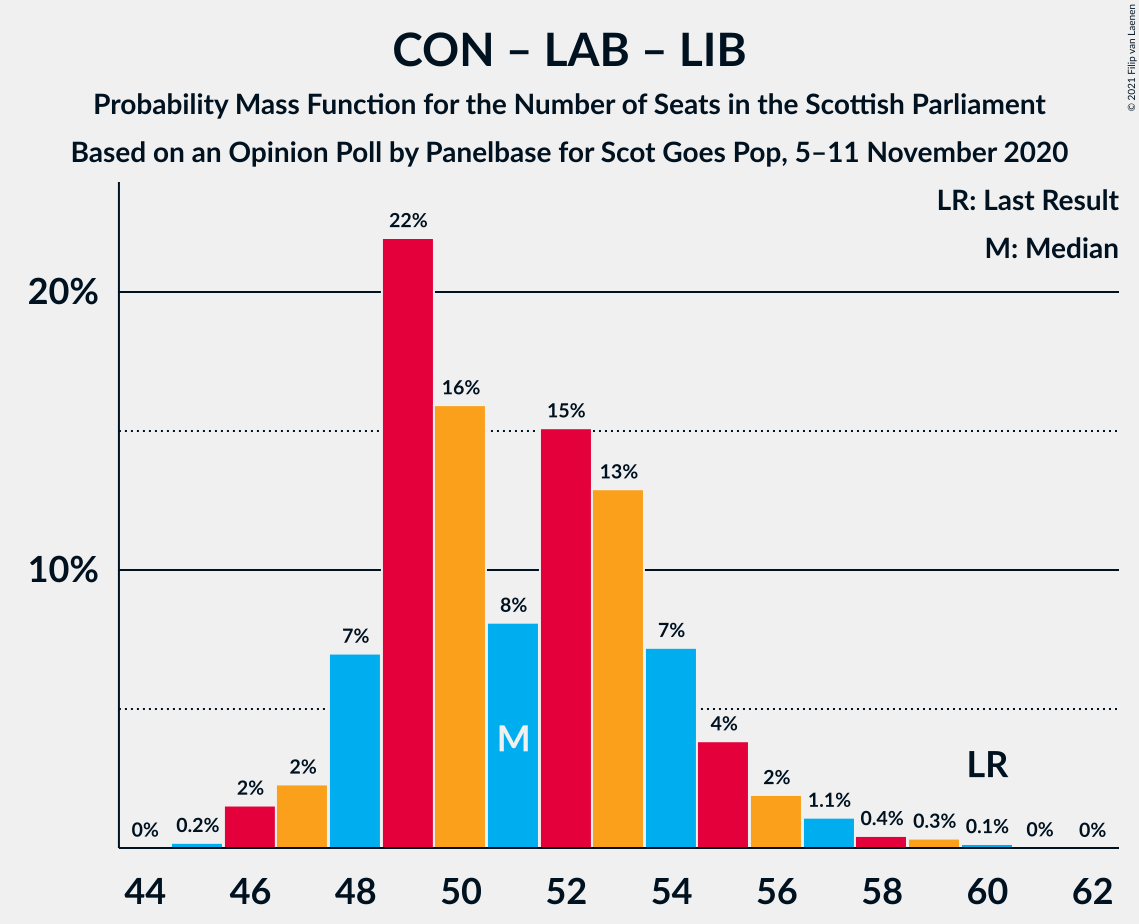 CON – LAB – LIB
Probability Mass Function for the Number of Seats in the Scottish Parliament
Based on an Opinion Poll by Panelbase for Scot Goes Pop, 5–11 November 2020
© 2021 Filip van Laenen
LR: Last Result
M: Median
22%
20%
16%
15%
13%
10%
8%
7%
7%
M
4%
LR
2%
2%
2%
1.1%
0% 0.2% 0.4% 0.3% 0.1% 0% 0%
44 46 48 50 52 54 56 58 60 62